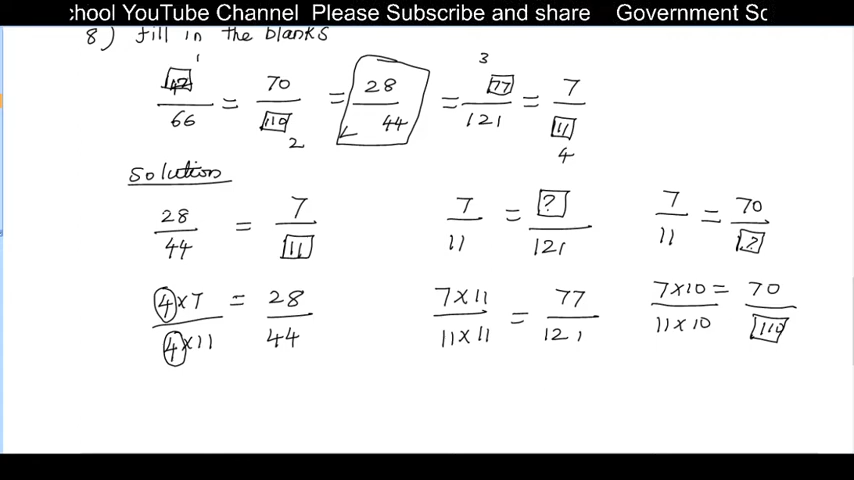 chool YouTube Channel Please Subscribe and share Government Sc
8) Fill in the blanks
1 3
42/66 = 70/110 = 28/44 = 77/121 = 7/11
2 4
Solution
28/44 = 7/11 7/11 = ?/121 7/11 = 70/?
4×7/4×11 = 28/44 7×11/11×11 = 77/121 7×10/11×10 = 70/110